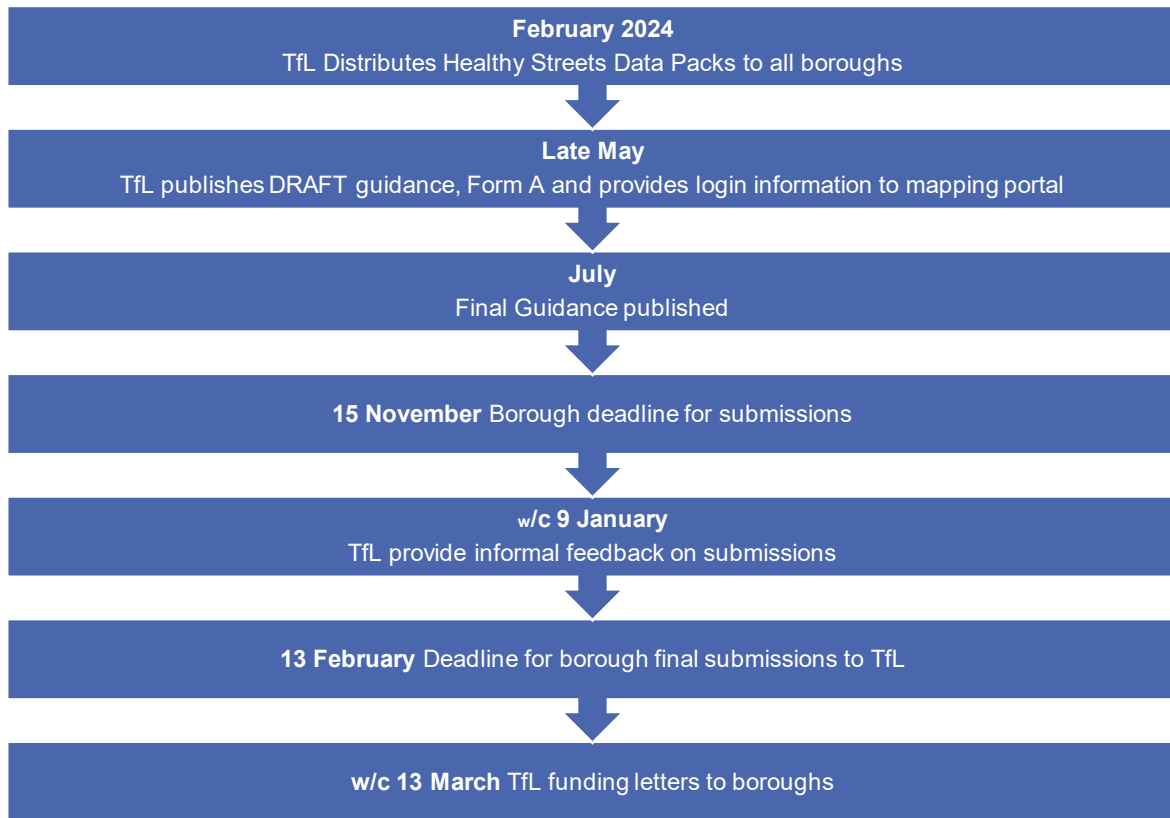 February 2024
TfL Distributes Healthy Streets Data Packs to all boroughs
Late May
TfL publishes DRAFT guidance, Form A and provides login information to mapping portal
July
Final Guidance published
15 November Borough deadline for submissions
w/c 9 January
TfL provide informal feedback on submissions
13 February Deadline for borough final submissions to TfL
w/c 13 March TfL funding letters to boroughs